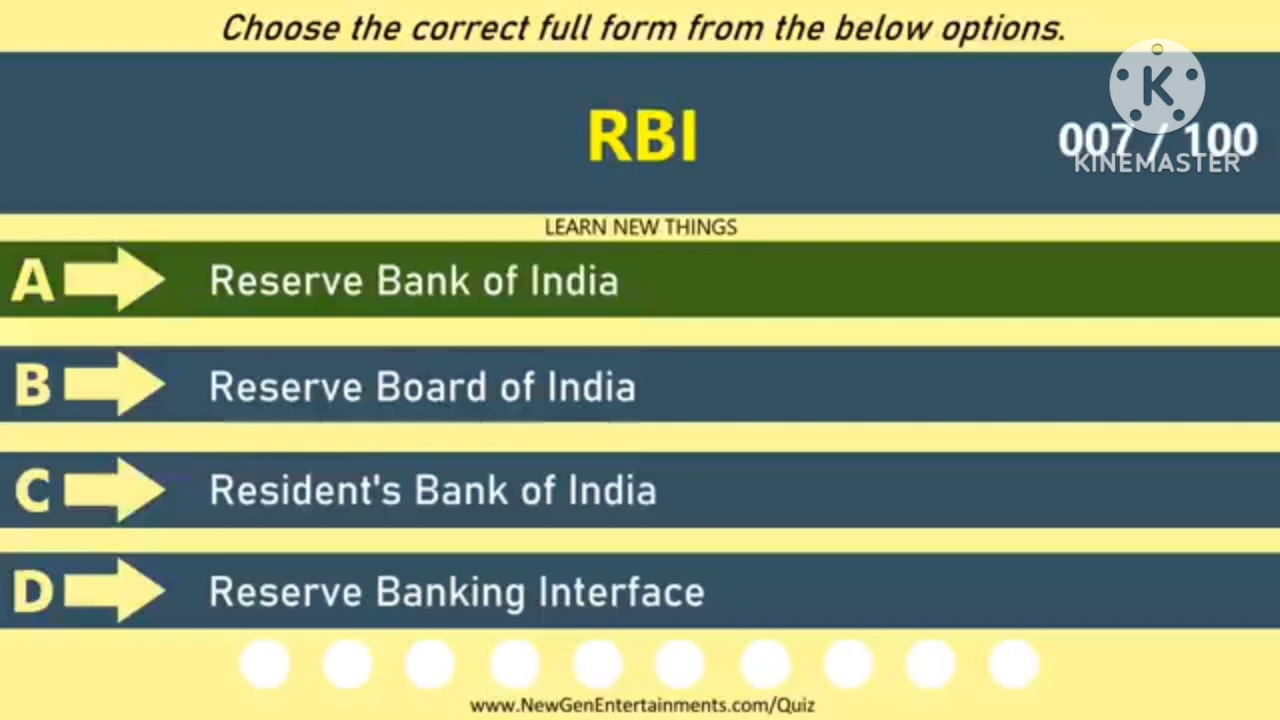 Choose the correct full form from the below options.
RBI
007 / 100
K
KINEMASTER
LEARN NEW THINGS
A Reserve Bank of India
B Reserve Board of India
C Resident's Bank of India
D Reserve Banking Interface
www.NewGenEntertainments.com/Quiz